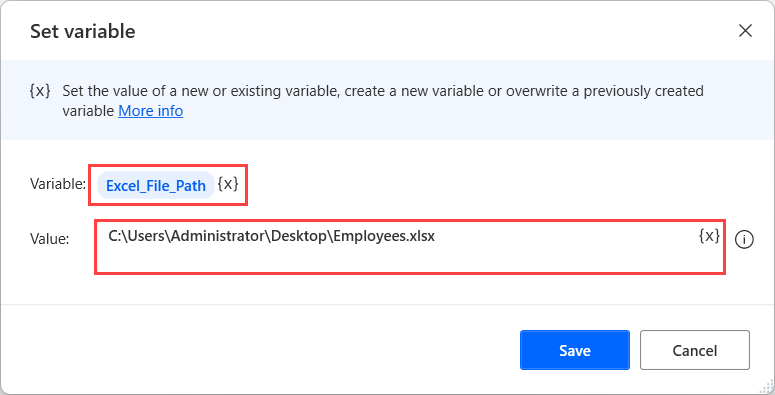 Set variable
{x} Set the value of a new or existing variable, create a new variable or overwrite a previously created
variable More info
Variable: Excel_File_Path {x}
Value: C:\Users\Administrator\Desktop\Employees.xlsx {x}
Save Cancel